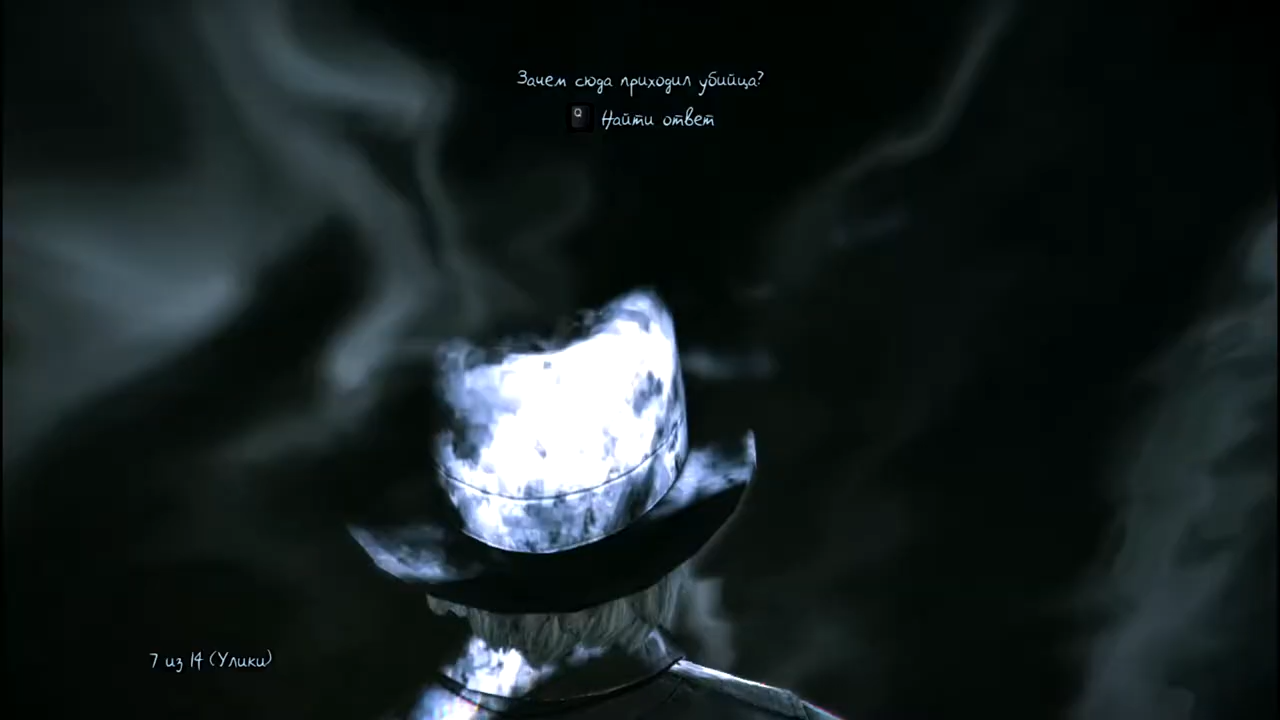 Зачем сюда приходил убийца?
Q Найти ответ
7 из 14 (Улики)